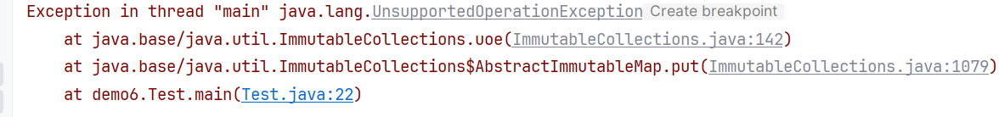 Exception in thread "main" java.lang.UnsupportedOperationException Create breakpoint
at java.base/java.util.ImmutableCollections.uoe(ImmutableCollections.java:142)
at java.base/java.util.ImmutableCollections$AbstractImmutableMap.put(ImmutableCollections.java:1079)
at demo6.Test.main(Test.java:22)